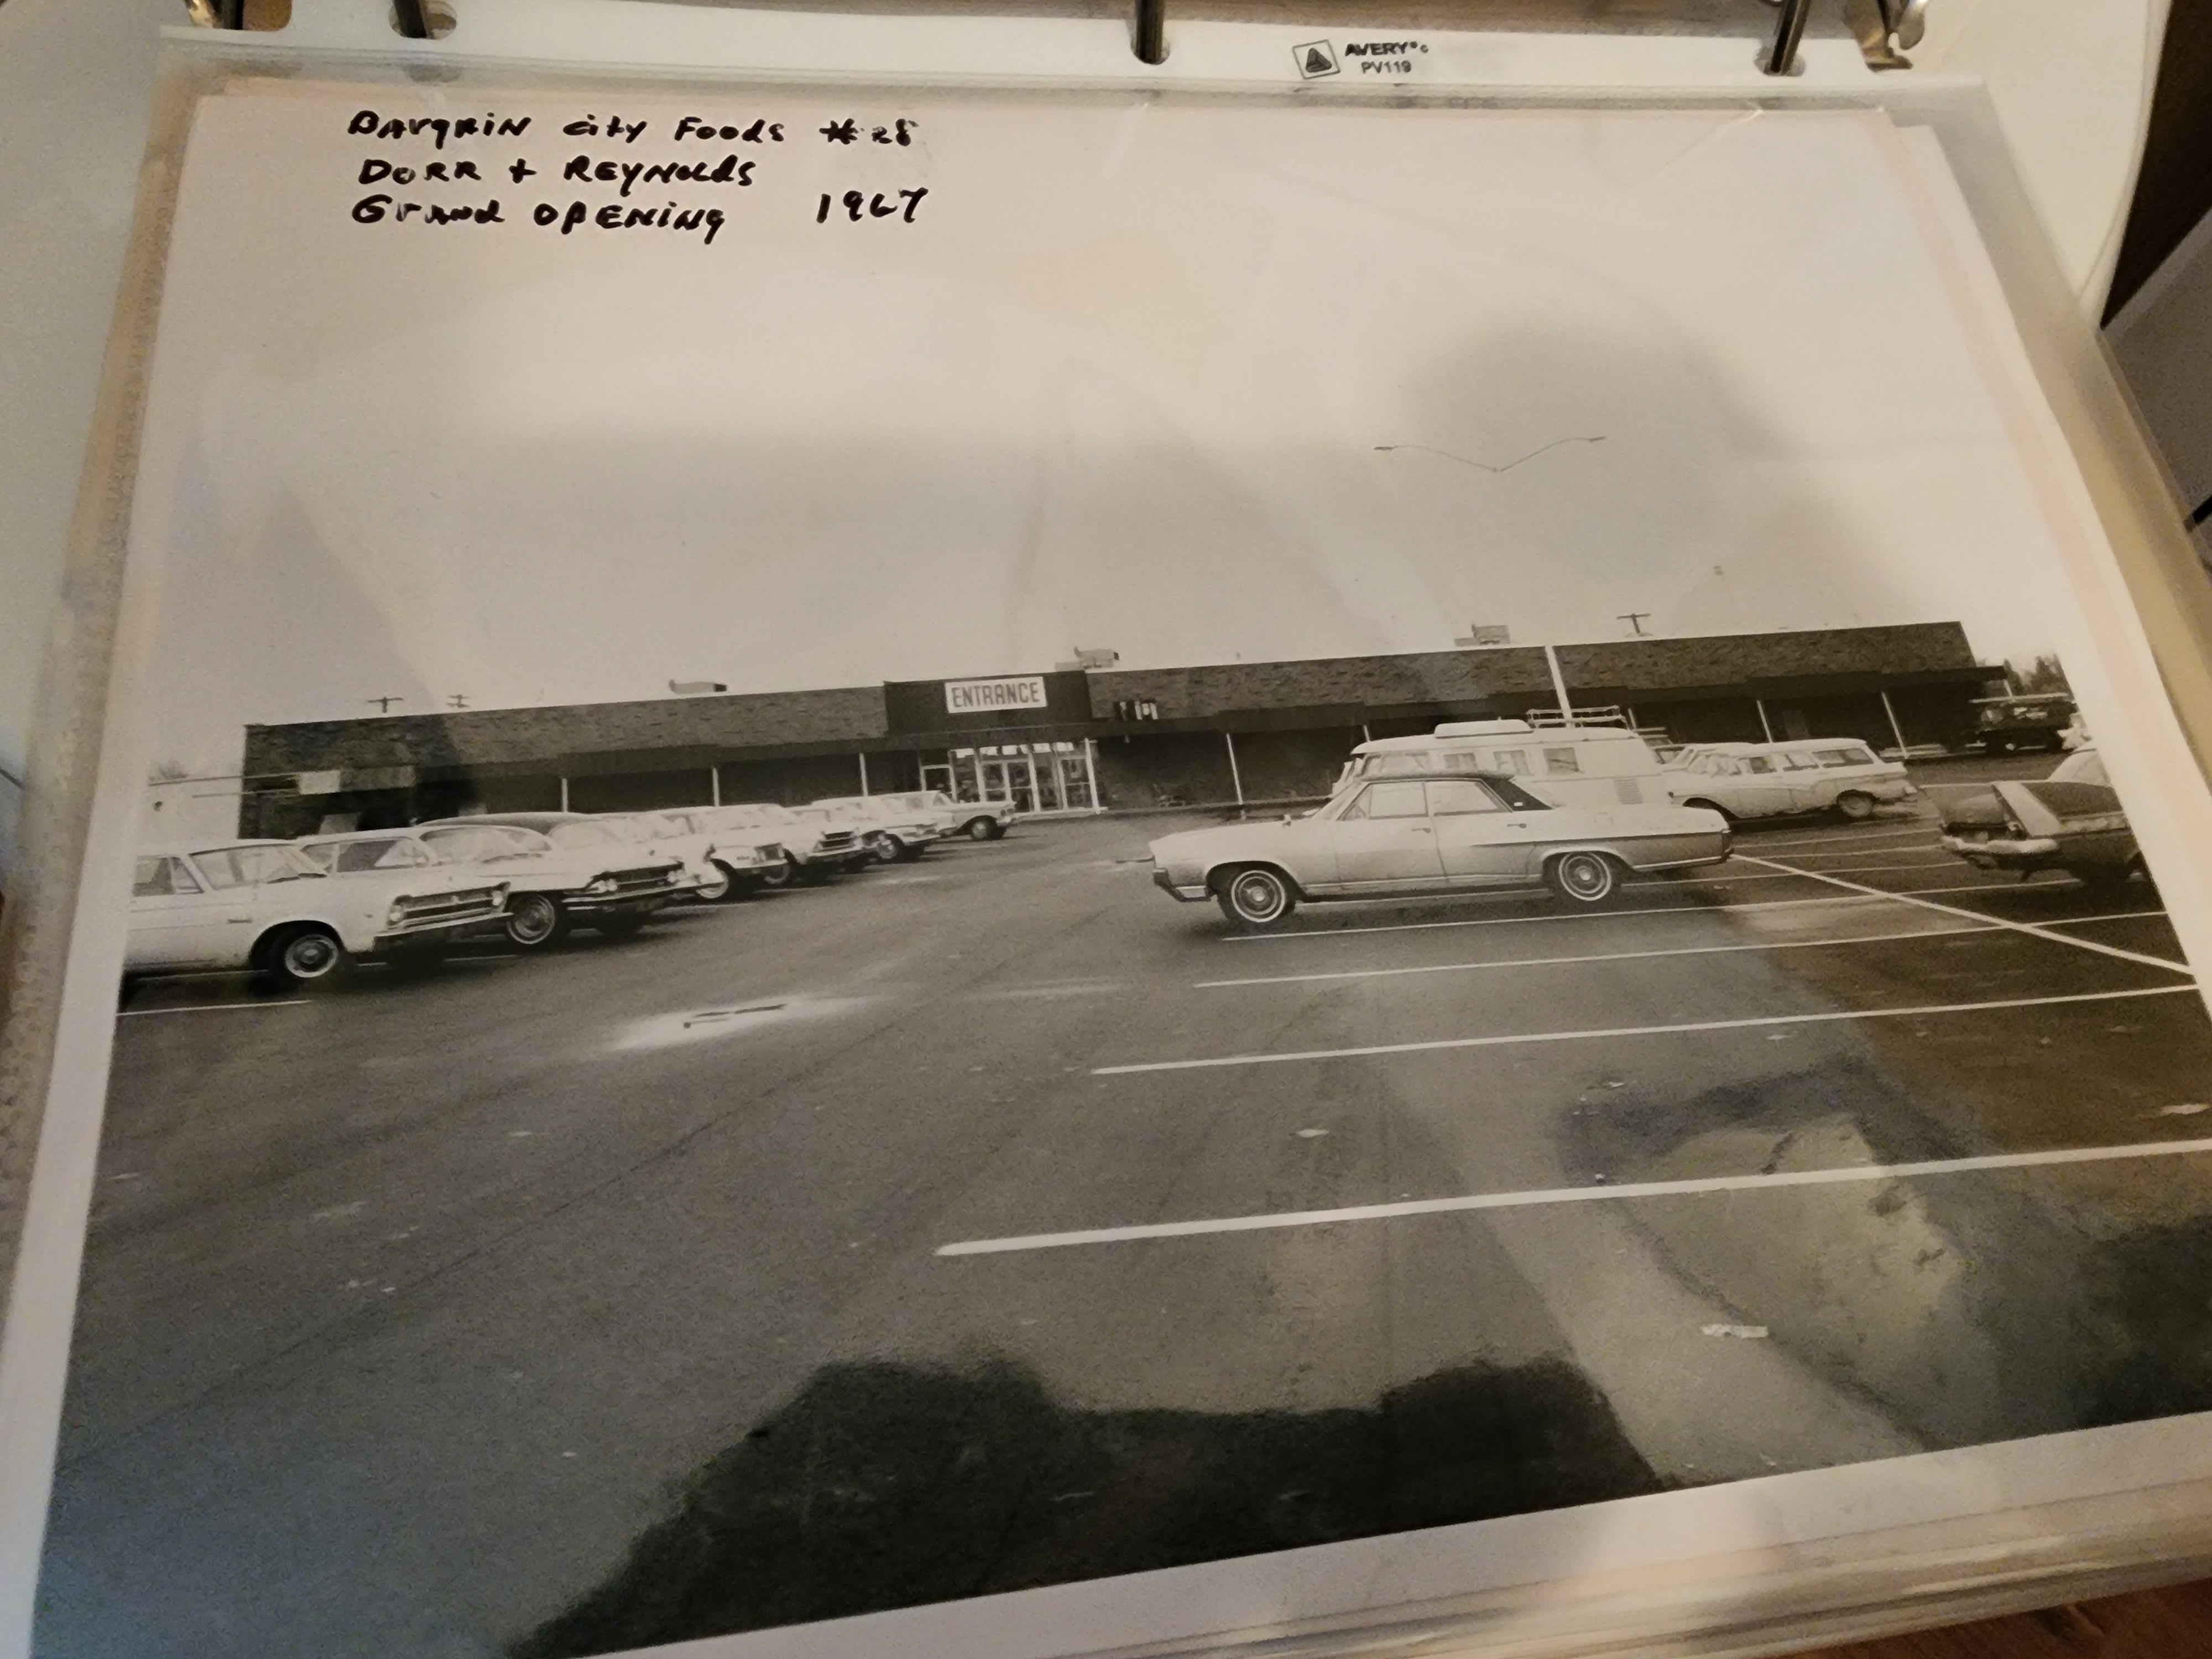 AVERY®
PV119
BArgAiN city Foods #28
DORR + REYNOLdS
Grand OPENiNg 1967
ENTRANCE